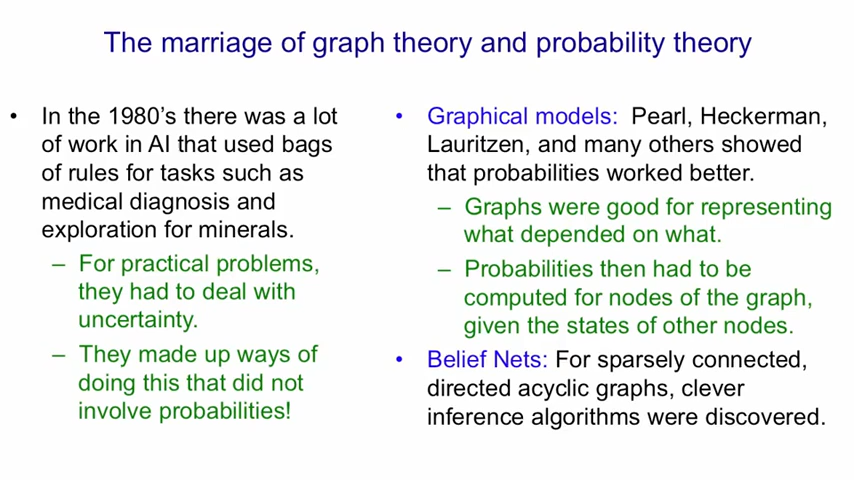 The marriage of graph theory and probability theory
• In the 1980's there was a lot
of work in AI that used bags
of rules for tasks such as
medical diagnosis and
exploration for minerals.
– For practical problems,
they had to deal with
uncertainty.
– They made up ways of
doing this that did not
involve probabilities!
• Graphical models: Pearl, Heckerman,
Lauritzen, and many others showed
that probabilities worked better.
– Graphs were good for representing
what depended on what.
– Probabilities then had to be
computed for nodes of the graph,
given the states of other nodes.
• Belief Nets: For sparsely connected,
directed acyclic graphs, clever
inference algorithms were discovered.